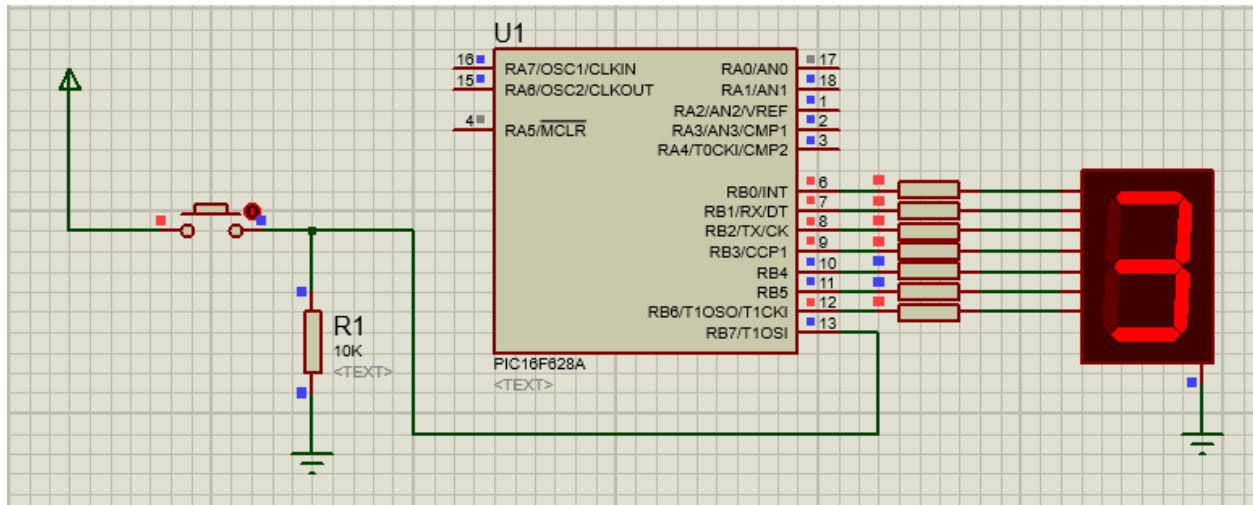 U1
16 RA7/OSC1/CLKIN RA0/AN0 17
15 RA6/OSC2/CLKOUT RA1/AN1 18
RA2/AN2/VREF 1
4 RA5/MCLR RA3/AN3/CMP1 2
RA4/T0CKI/CMP2 3
RB0/INT 6
RB1/RX/DT 7
RB2/TX/CK 8
RB3/CCP1 9
RB4 10
RB5 11
RB6/T1OSO/T1CKI 12
RB7/T1OSI 13
PIC16F628A
<TEXT>
R1
10K
<TEXT>
3